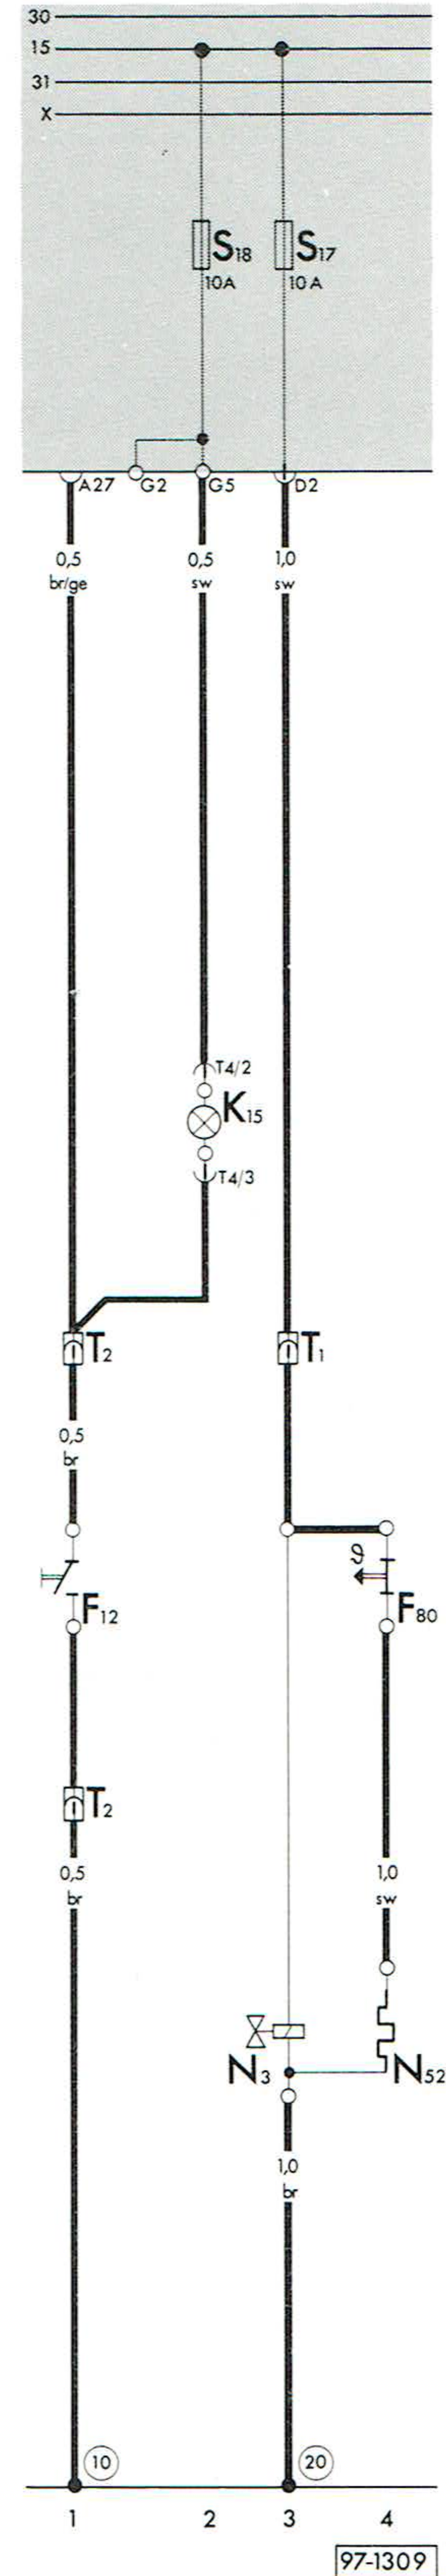 30
15
31
X
S18 S17
10A 10A
A27 G2 G5 D2
0,5 0,5 1,0
br/ge sw sw
T4/2
K15
T4/3
T2 T1
0,5
br
ϑ
F12 F80
T2
0,5 1,0
br sw
N3 N52
1,0
br
10 20
1 2 3 4
97-1309